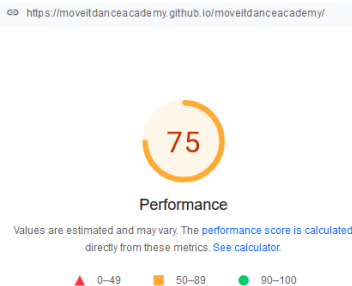 https://moveitdanceacademy.github.io/moveitdanceacademy/
75
Performance
Values are estimated and may vary. The performance score is calculated
directly from these metrics. See calculator.
0–49 50–89 90–100